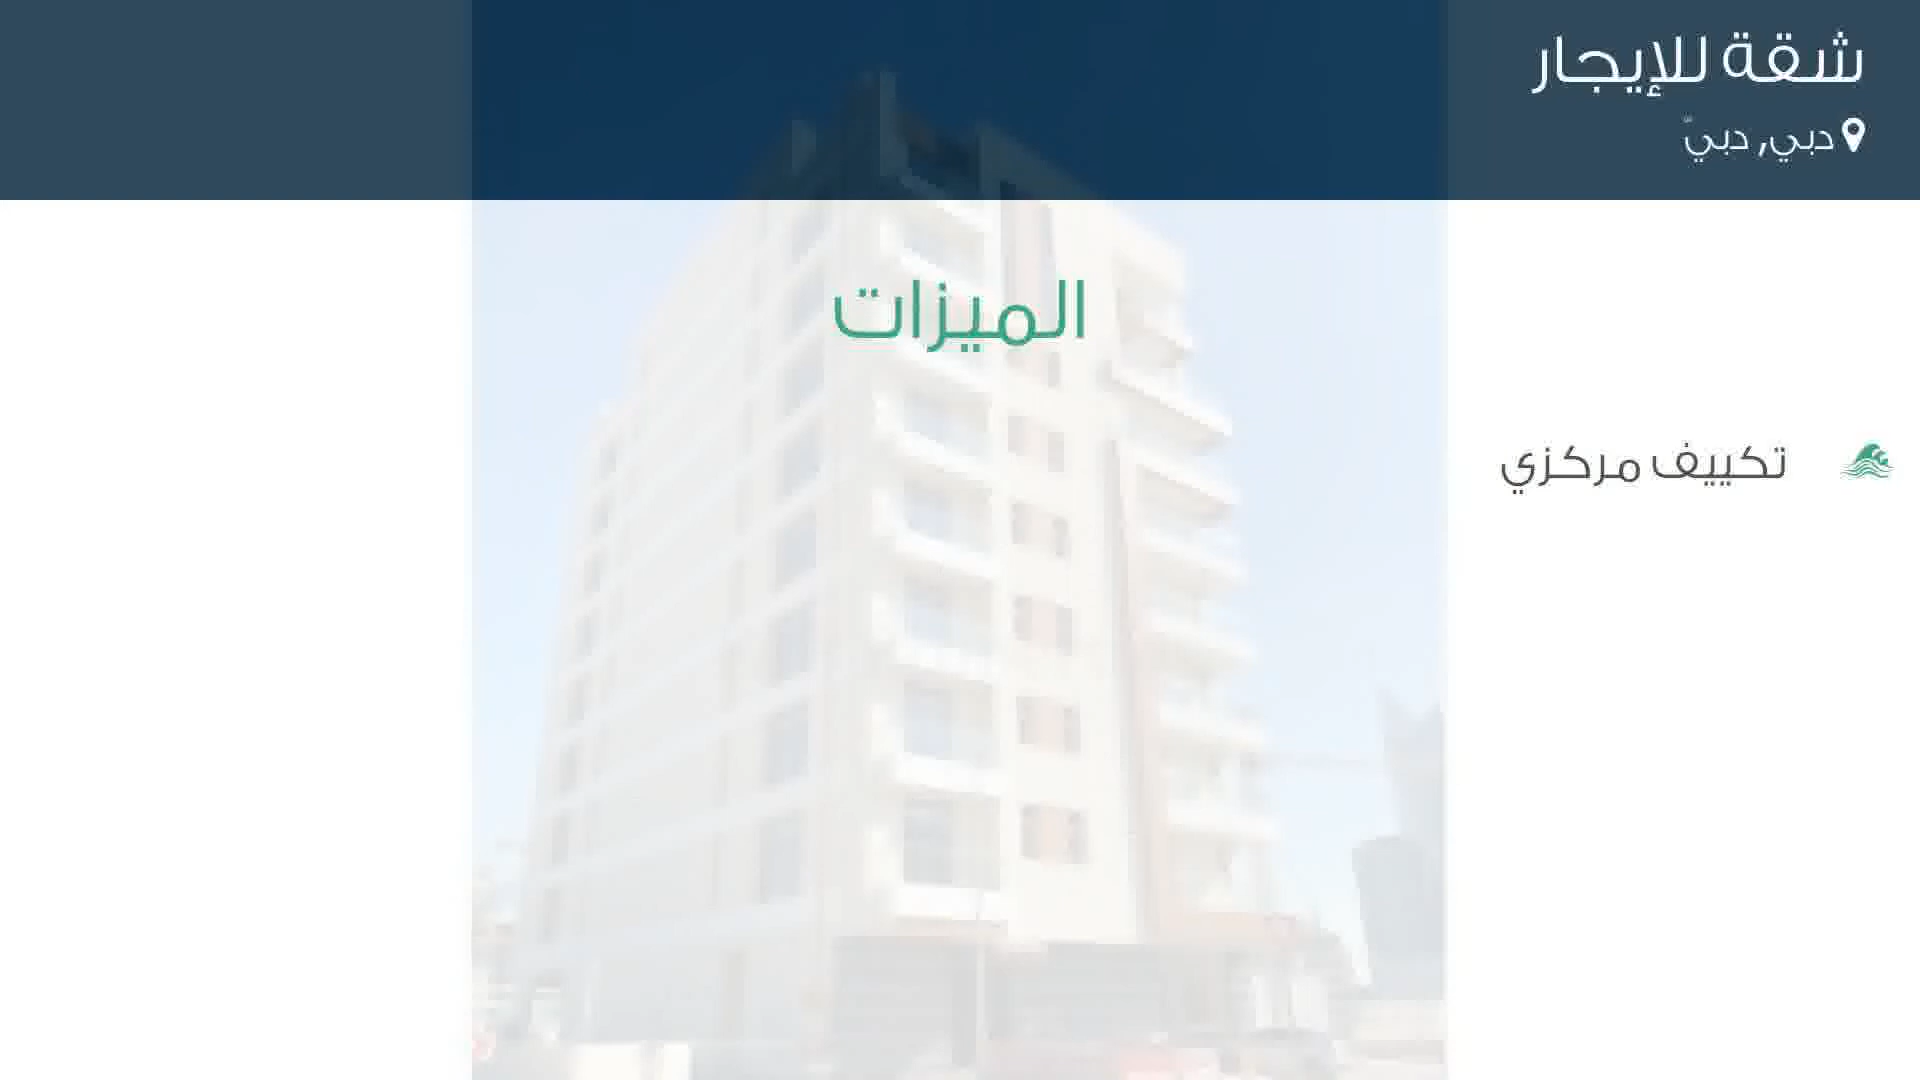 شقة للإيجار
دبي, دبيّ
الميزات
تكييف مركزي